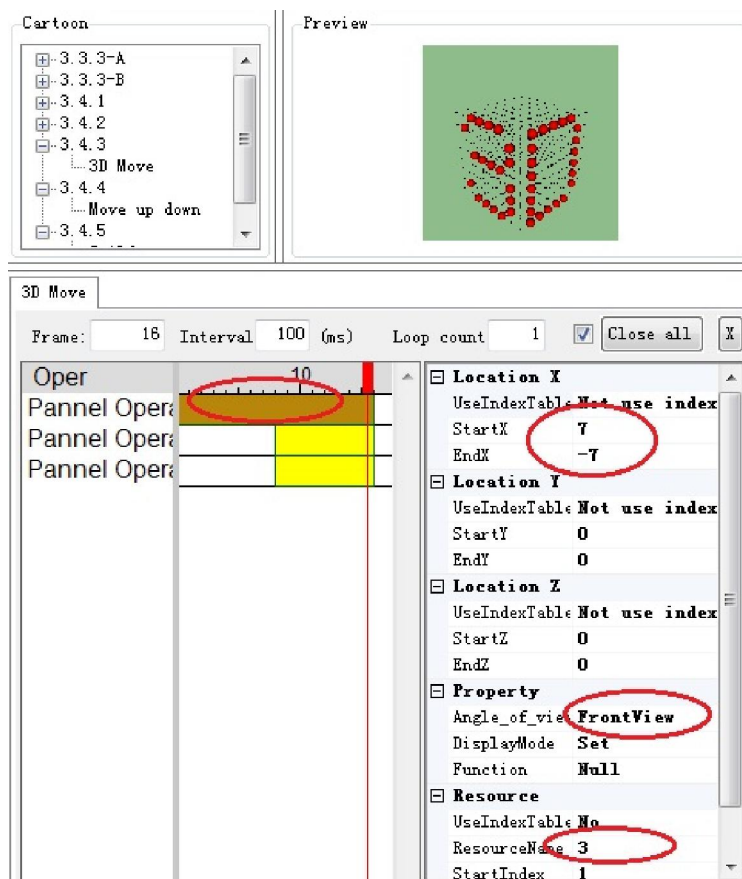 Cartoon
3.3.3-A
3.3.3-B
3.4.1
3.4.2
3.4.3
3D Move
3.4.4
Move up down
3.4.5
Preview
3D Move
Frame: 16 Interval 100 (ms) Loop count 1 Close all X
Oper 10
Pannel Opera
Pannel Opera
Pannel Opera
Location X
UseIndexTable Not use index
StartX 7
EndX -7
Location Y
UseIndexTable Not use index
StartY 0
EndY 0
Location Z
UseIndexTable Not use index
StartZ 0
EndZ 0
Property
Angle_of_vie FrontView
DisplayMode Set
Function Null
Resource
UseIndexTable No
ResourceName 3
StartIndex 1